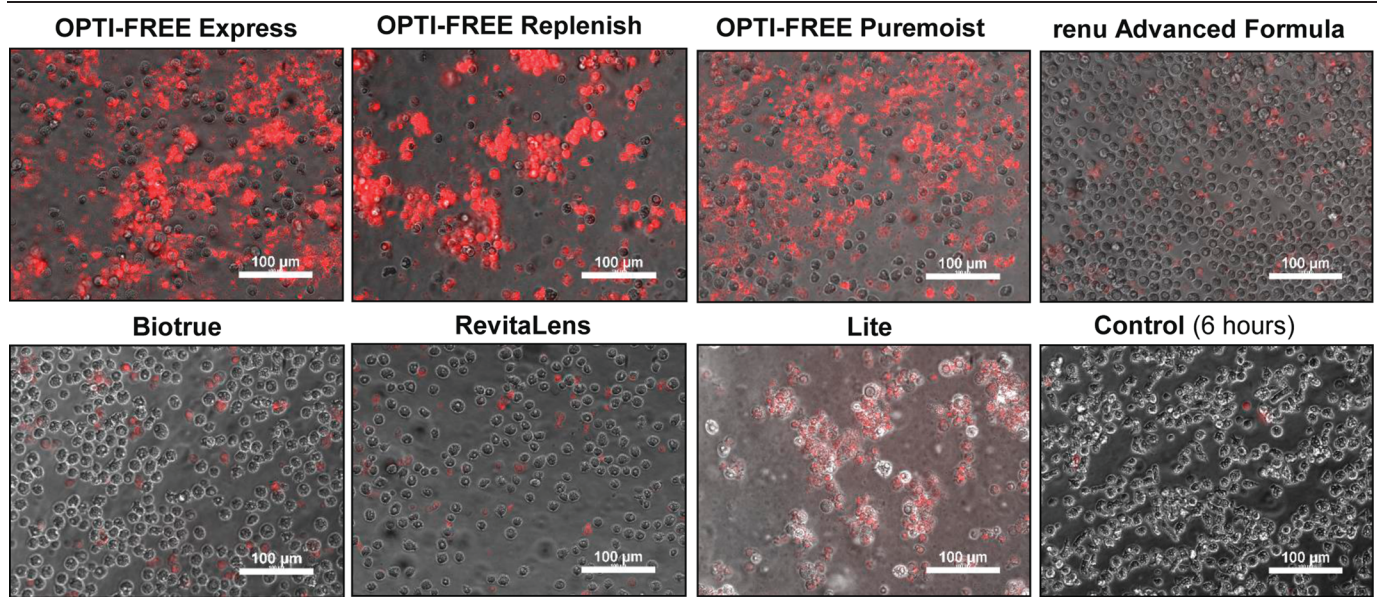 OPTI-FREE Express
OPTI-FREE Replenish
OPTI-FREE Puremoist
renu Advanced Formula
100 µm
100 µm
100 µm
100 µm
Biotrue
RevitaLens
Lite
Control (6 hours)
100 µm
100 µm
100 µm
100 µm